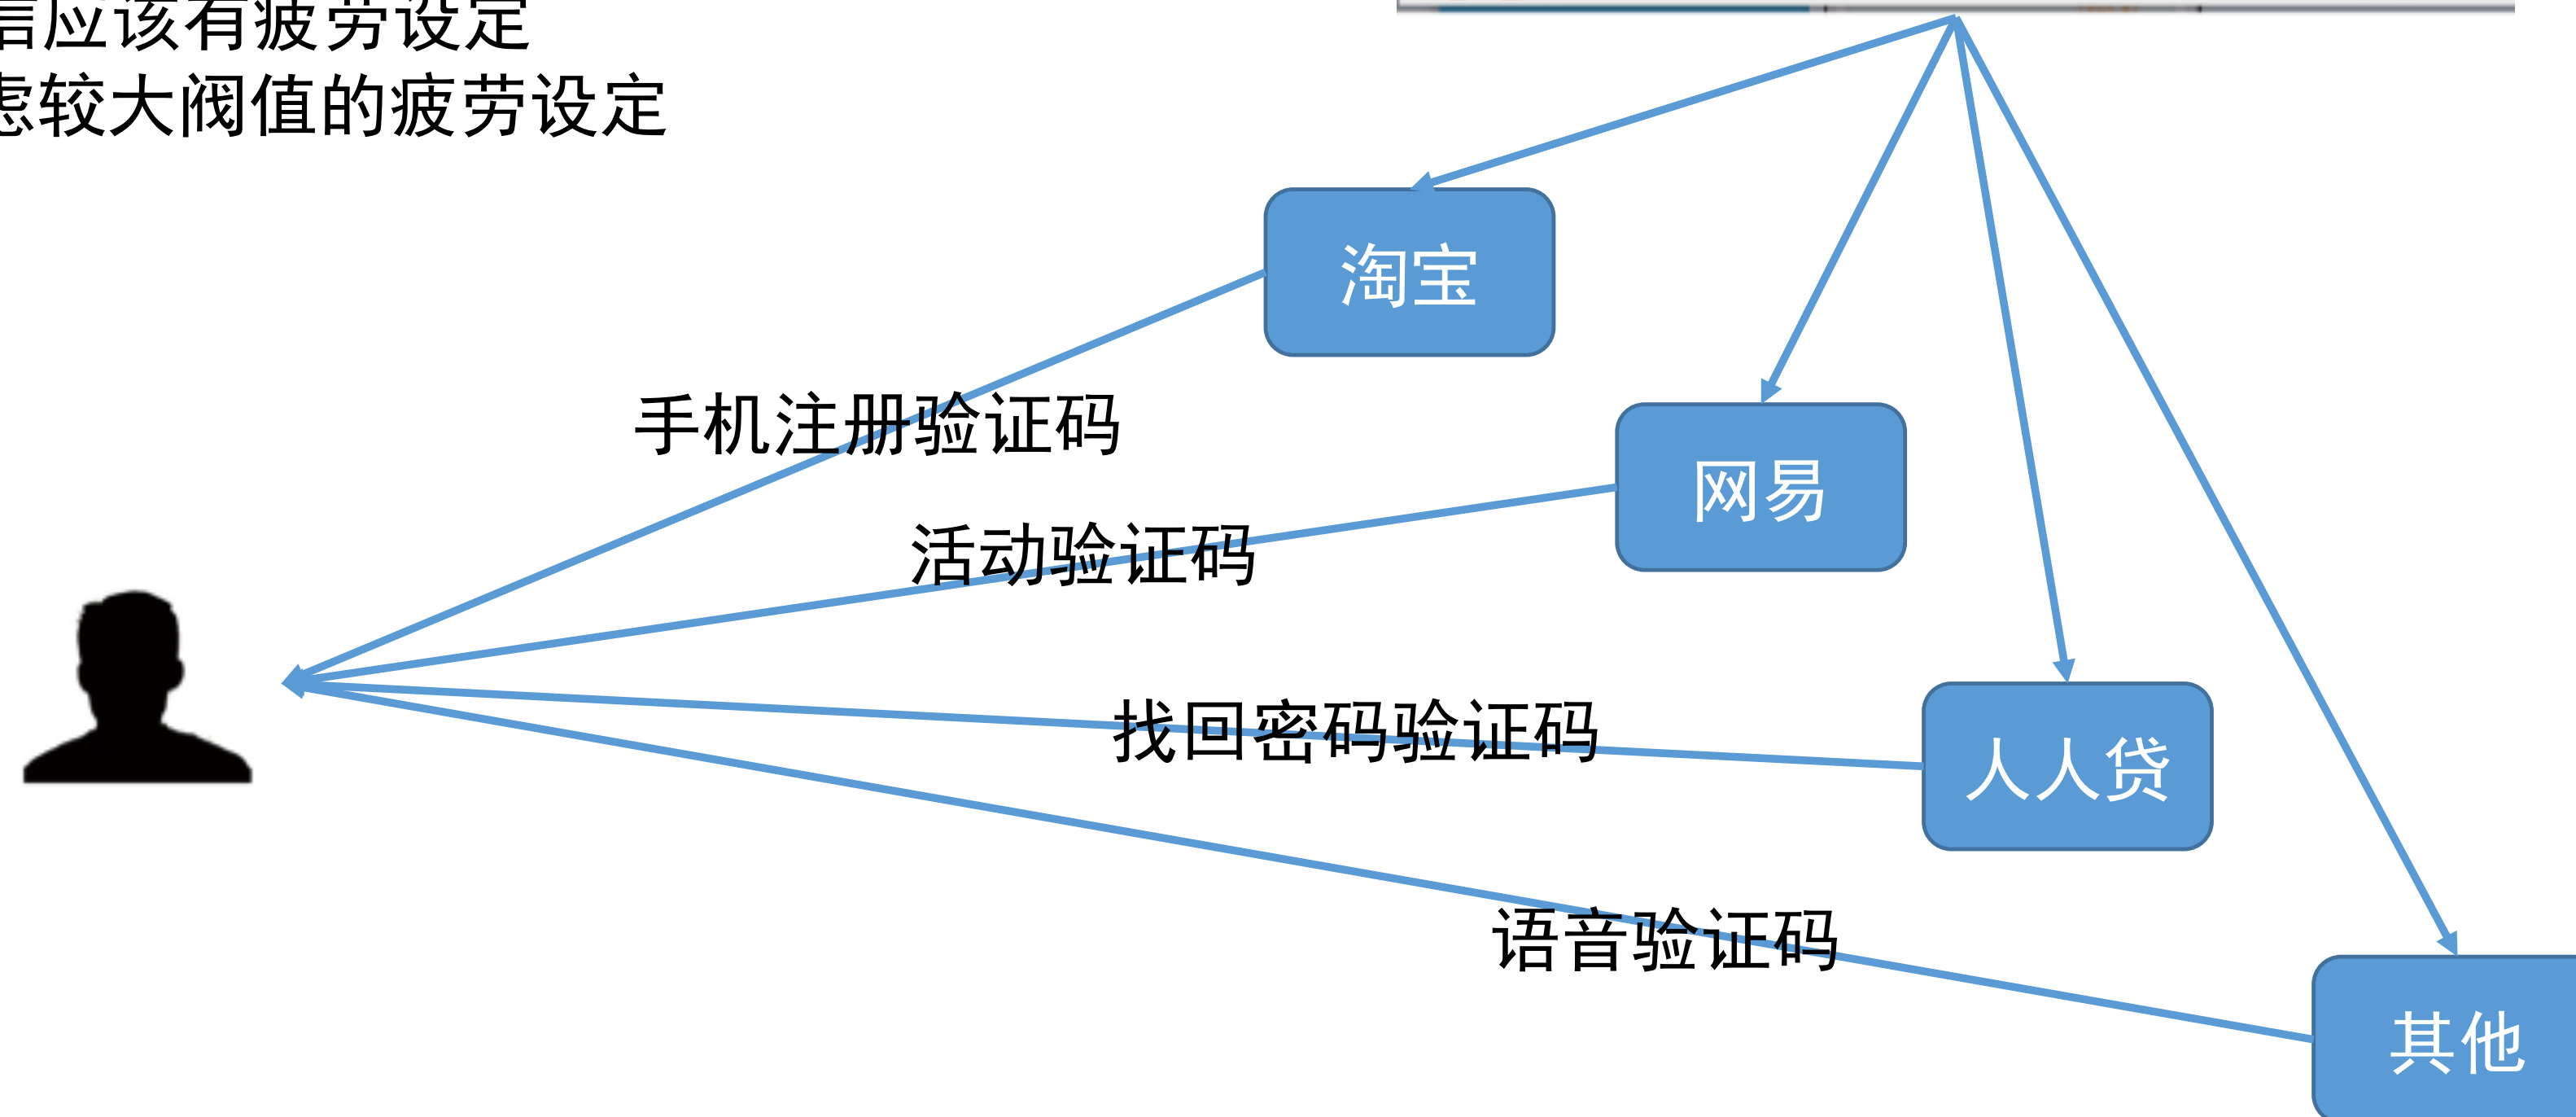 应该有疲劳设定
较大阀值的疲劳设定
淘宝
手机注册验证码
网易
活动验证码
找回密码验证码
人人贷
语音验证码
其他